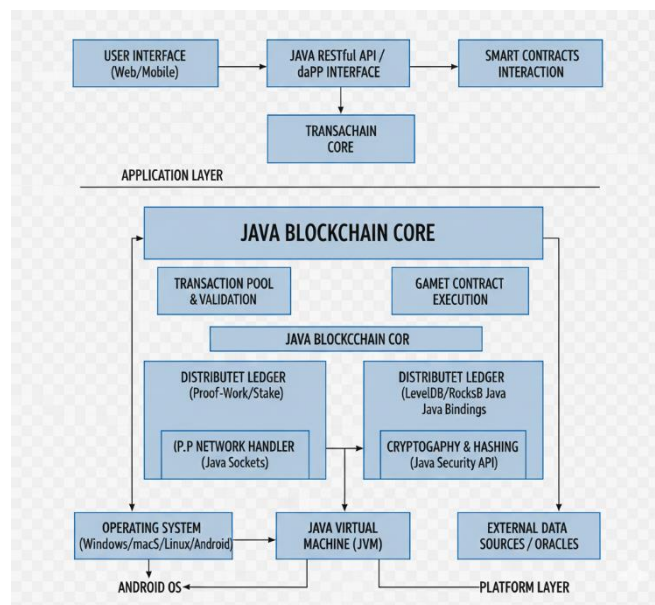 USER INTERFACE
(Web/Mobile)
JAVA RESTful API /
daPP INTERFACE
SMART CONTRACTS
INTERACTION
TRANSACHAIN
CORE
APPLICATION LAYER
JAVA BLOCKCHAIN CORE
TRANSACTION POOL
& VALIDATION
GAMET CONTRACT
EXECUTION
JAVA BLOCKCCHAIN COR
DISTRIBUTET LEDGER
(Proof-Work/Stake)
DISTRIBUTET LEDGER
(LevelDB/RocksB Java
Java Bindings
(P.P NETWORK HANDLER
(Java Sockets)
CRYPTOGAPHY & HASHING
(Java Security API)
OPERATING SYSTEM
(Windows/macS/Linux/Android)
JAVA VIRTUAL
MACHINE (JVM)
EXTERNAL DATA
SOURCES / ORACLES
ANDROID OS
PLATFORM LAYER